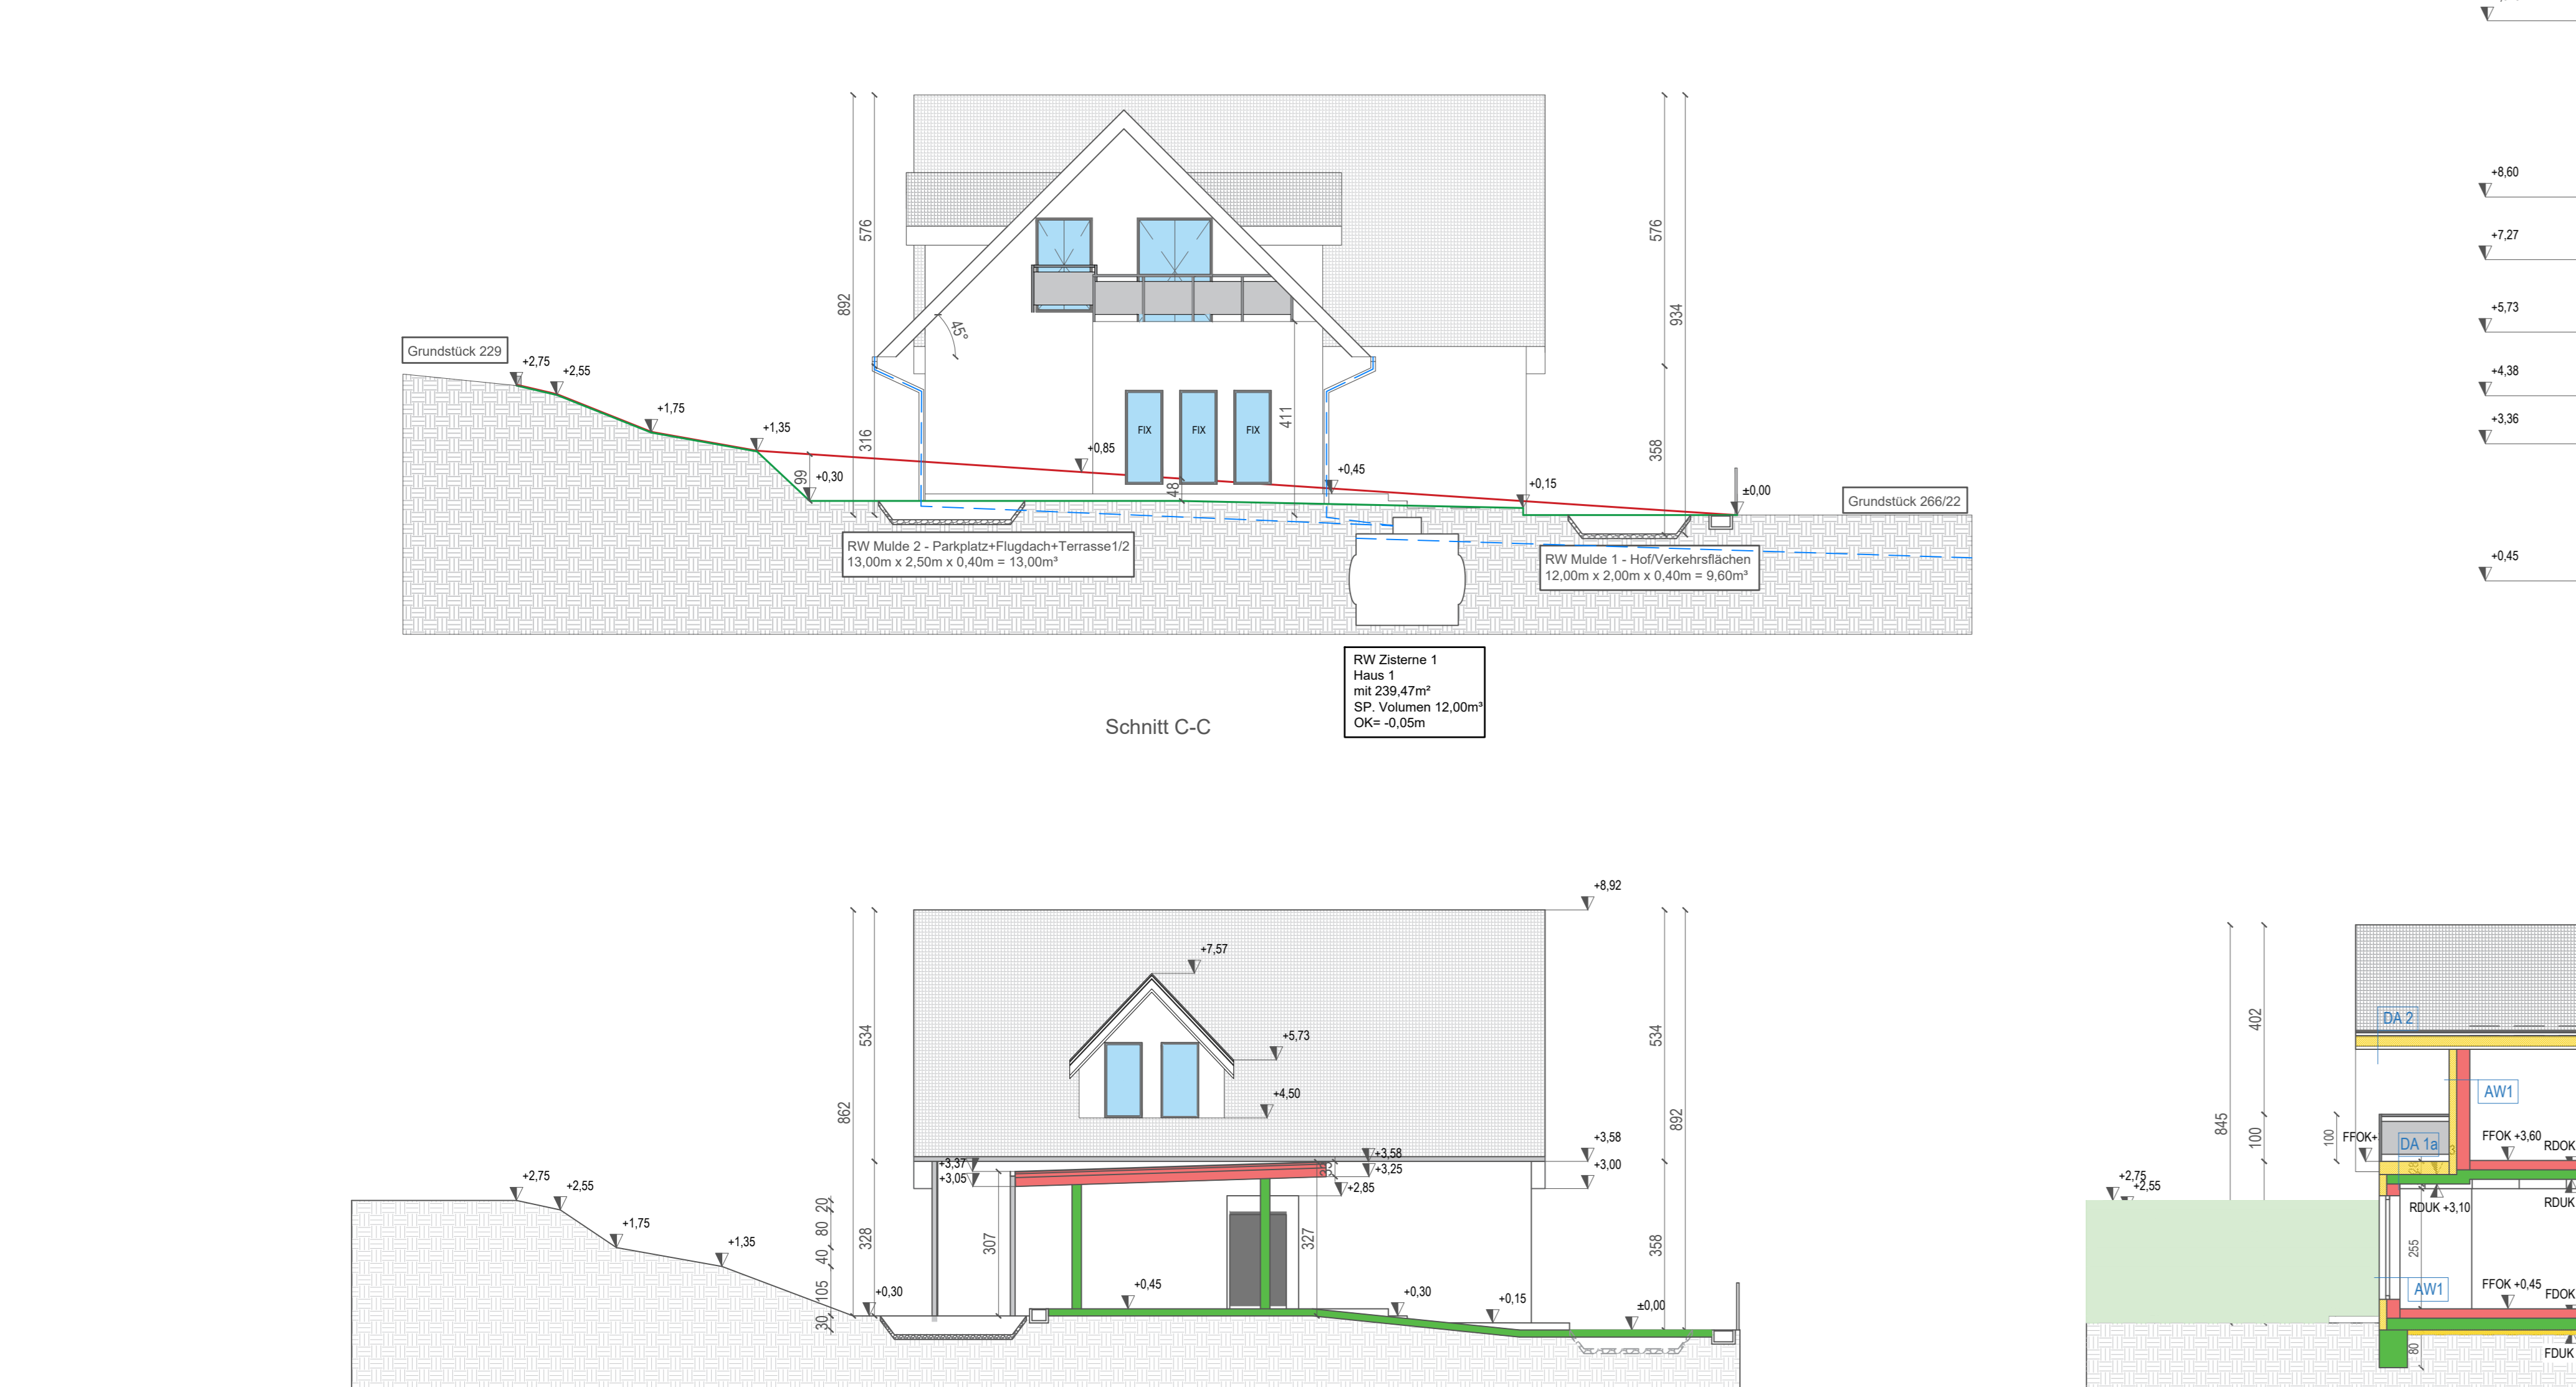 892
576
316
576
934
358
45°
Grundstück 229
+2,75
+2,55
+1,75
+1,35
99
+0,30
+0,85
48
FIX
FIX
FIX
411
+0,45
+0,15
±0,00
Grundstück 266/22
RW Mulde 2 - Parkplatz+Flugdach+Terrasse1/2
13,00m x 2,50m x 0,40m = 13,00m³
RW Mulde 1 - Hof/Verkehrsflächen
12,00m x 2,00m x 0,40m = 9,60m³
RW Zisterne 1
Haus 1
mit 239,47m²
SP. Volumen 12,00m³
OK= -0,05m
Schnitt C-C
+8,60
+7,27
+5,73
+4,38
+3,36
+0,45
+8,92
+7,57
+5,73
+4,50
534
862
328
534
892
358
+3,58
+3,00
+3,37
+3,05
+3,58
+3,25
+2,85
307
327
+2,75
+2,55
+1,75
+1,35
20
80
40
105
30
+0,30
+0,45
+0,30
+0,15
±0,00
845
402
100
100
DA 2
AW1
DA 1a
FFOK+
FFOK +3,60
RDOK
+2,75
+2,55
RDUK +3,10
RDUK
255
FFOK +0,45
FDOK
AW1
80
FDUK